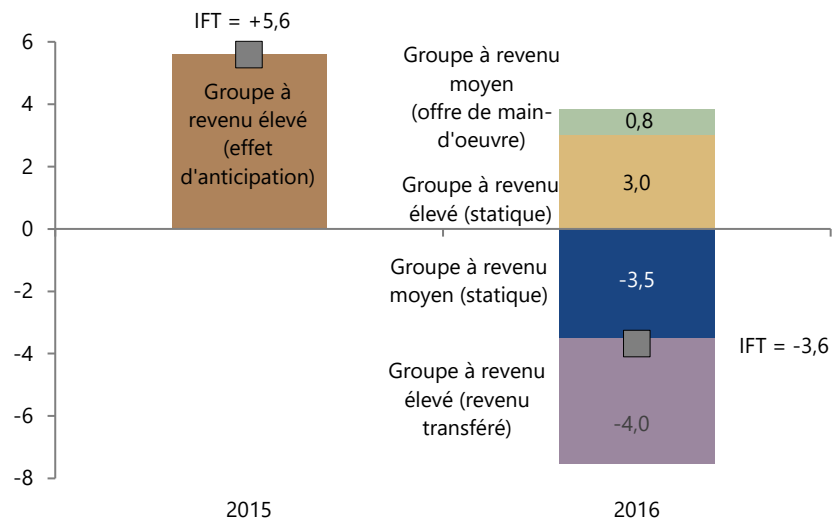 IFT = +5,6
6
4
2
0
-2
-4
-6
-8
Groupe à
revenu élevé
(effet
d'anticipation)
Groupe à revenu
moyen
(offre de main-
d'oeuvre)
0,8
Groupe à revenu
élevé (statique)
3,0
Groupe à revenu
moyen (statique)
-3,5
IFT = -3,6
Groupe à revenu
élevé (revenu
transféré)
-4,0
2015
2016